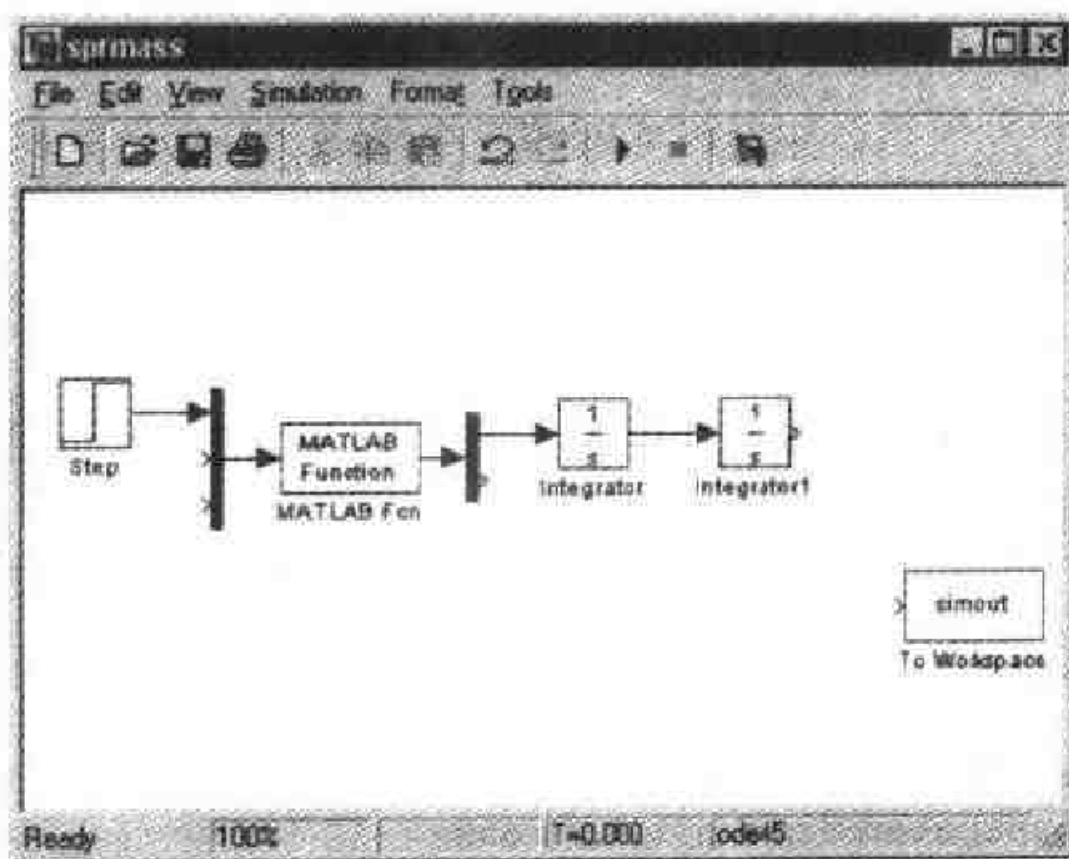 sprmass
File Edit View Simulation Format Tools
Step
MATLAB
Function
MATLAB Fcn
1
s
Integrator
1
s
Integrator1
simout
To Workspace
Ready 100% T=0.000 ode45